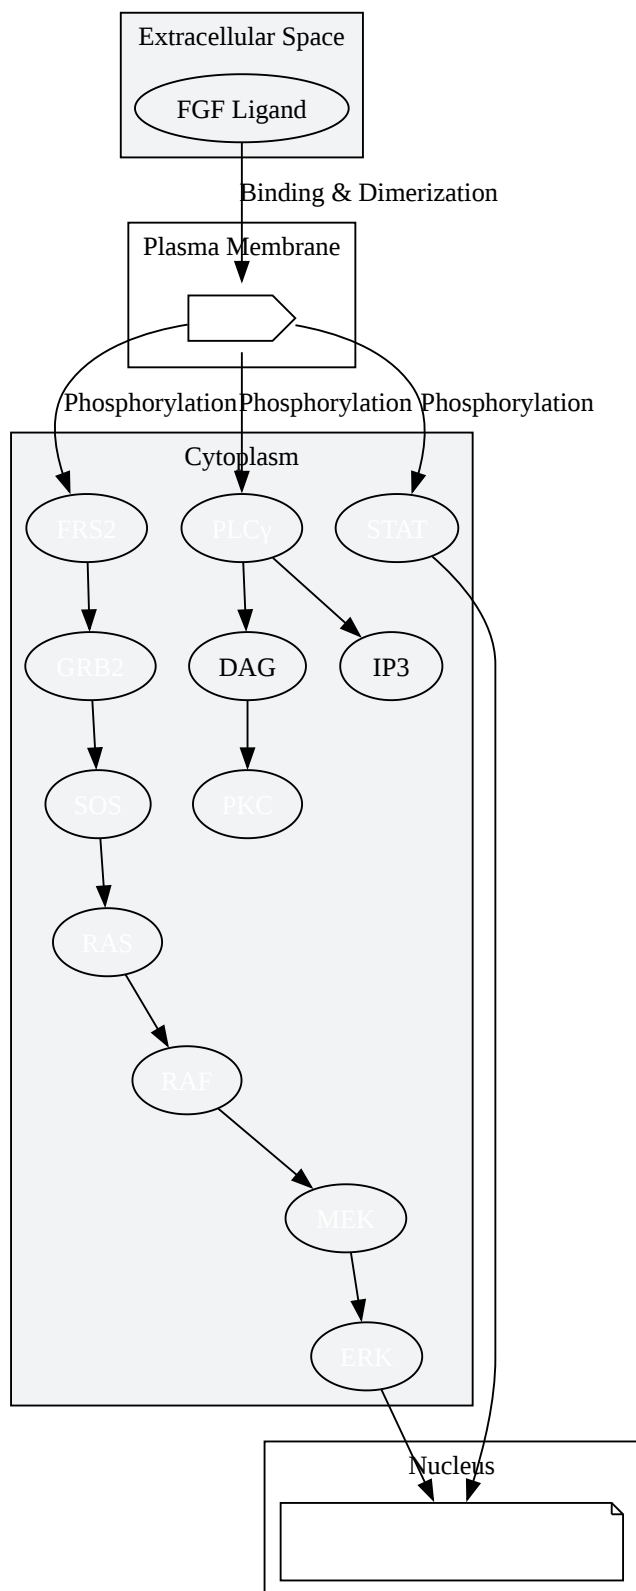 Extracellular Space
FGF Ligand
Binding & Dimerization
Plasma Membrane
Phosphorylation
Phosphorylation
Phosphorylation
Cytoplasm
FRS2
PLCγ
STAT
GRB2
DAG
IP3
SOS
PKC
RAS
RAF
MEK
ERK
Nucleus